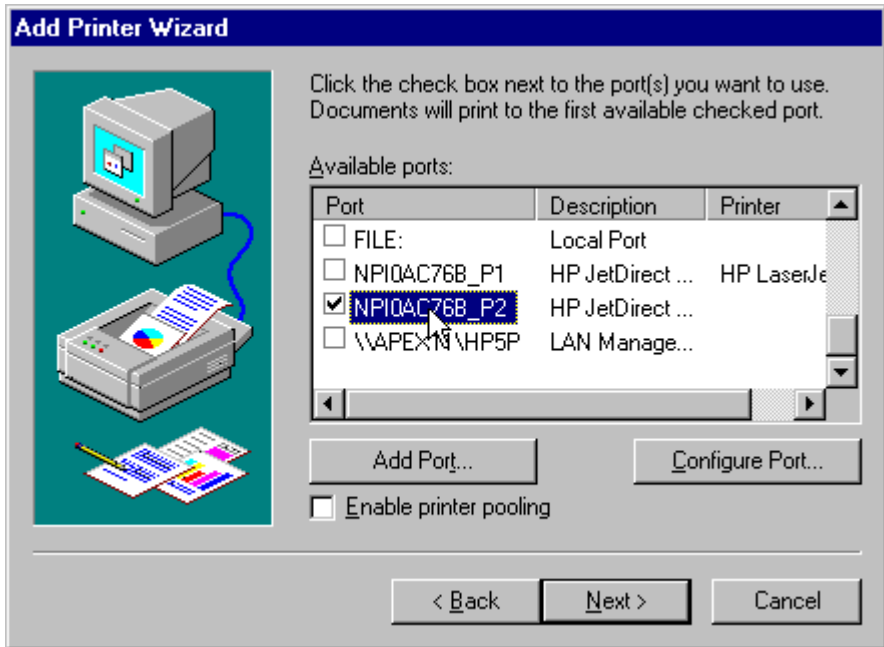 Add Printer Wizard
Click the check box next to the port(s) you want to use.
Documents will print to the first available checked port.
Available ports:
Port Description Printer
FILE: Local Port
NPI0AC76B_P1 HP JetDirect ... HP LaserJe
NPI0AC76B_P2 HP JetDirect ...
\\APEXN\HP5P LAN Manage...
Add Port... Configure Port...
Enable printer pooling
< Back Next > Cancel